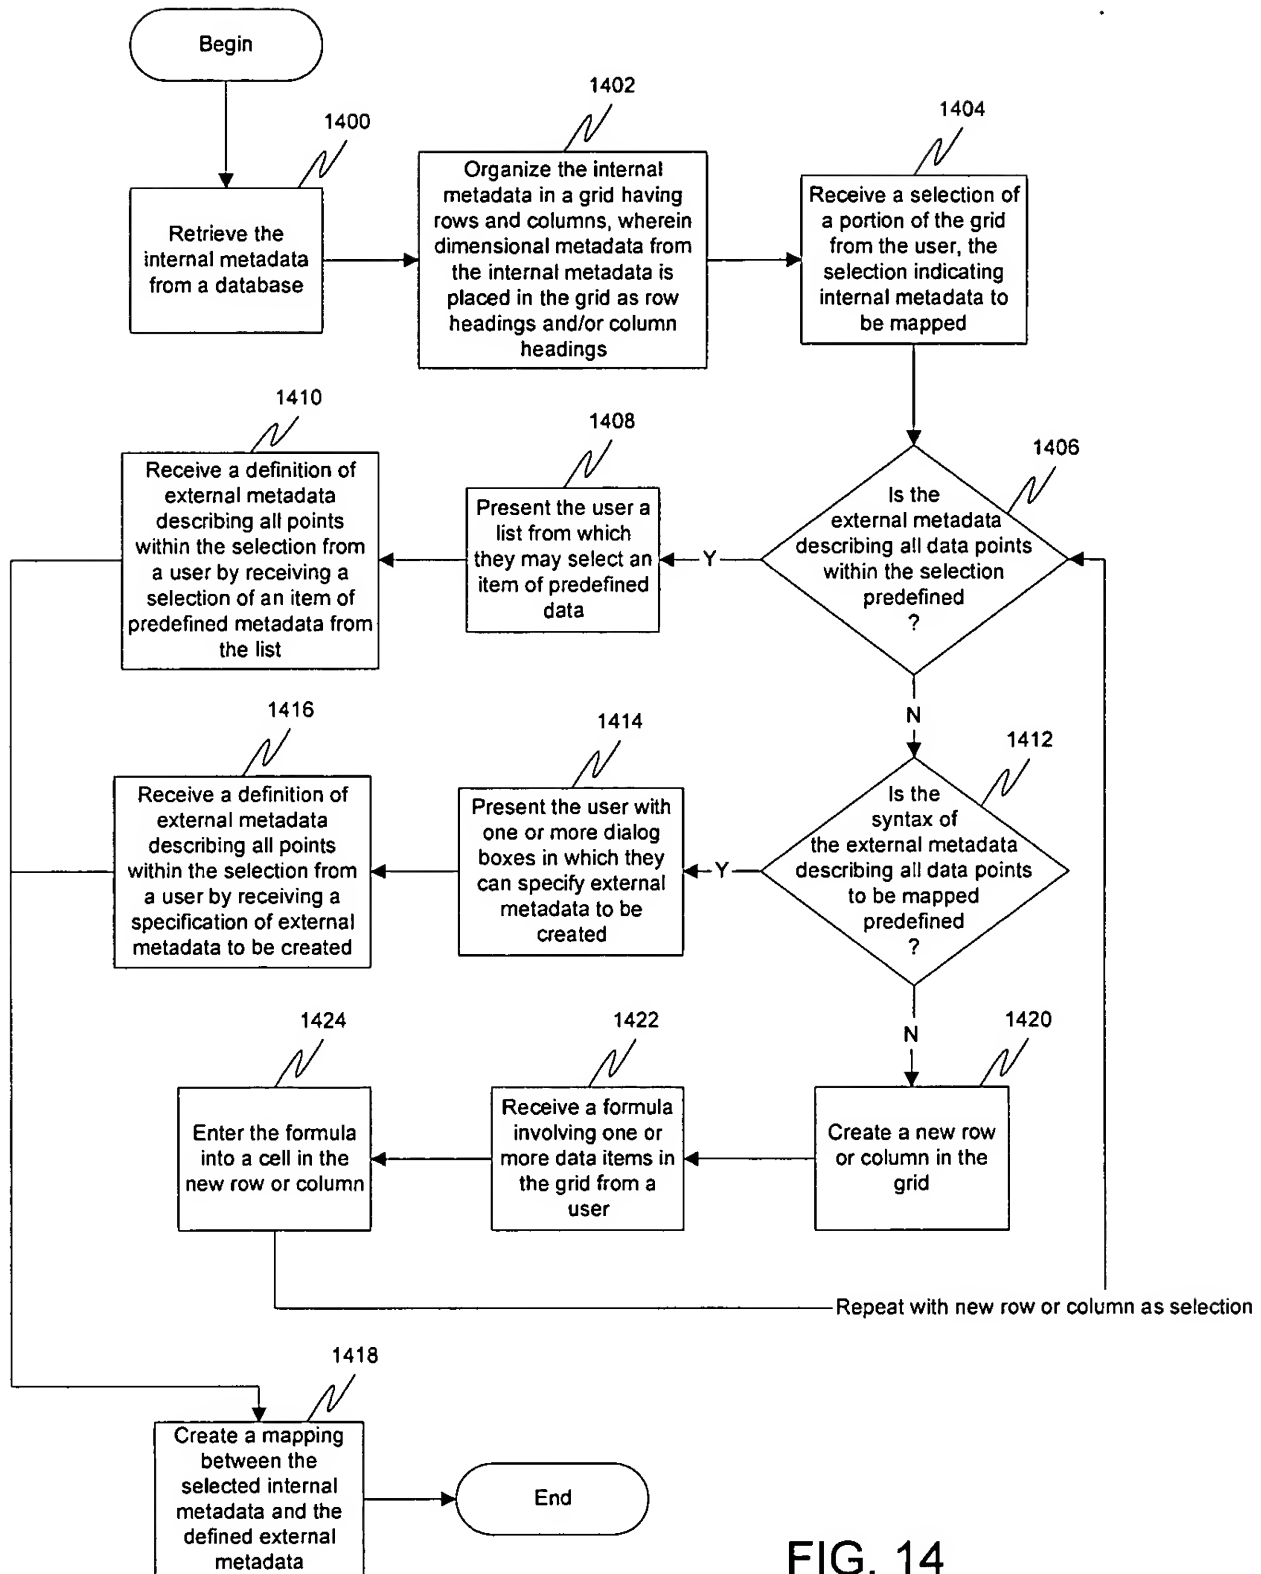 Begin
1400
Retrieve the
internal metadata
from a database
1402
Organize the internal
metadata in a grid having
rows and columns, wherein
dimensional metadata from
the internal metadata is
placed in the grid as row
headings and/or column
headings
1404
Receive a selection of
a portion of the grid
from the user, the
selection indicating
internal metadata to
be mapped
1406
Is the
external metadata
describing all data points
within the selection
predefined
?
Y
1408
Present the user a
list from which
they may select an
item of predefined
data
1410
Receive a definition of
external metadata
describing all points
within the selection from
a user by receiving a
selection of an item of
predefined metadata from
the list
N
1412
Is the
syntax of
the external metadata
describing all data points
to be mapped
predefined
?
Y
1414
Present the user with
one or more dialog
boxes in which they
can specify external
metadata to be
created
1416
Receive a definition of
external metadata
describing all points
within the selection from
a user by receiving a
specification of external
metadata to be created
N
1420
Create a new row
or column in the
grid
1422
Receive a formula
involving one or
more data items in
the grid from a
user
1424
Enter the formula
into a cell in the
new row or column
Repeat with new row or column as selection
1418
Create a mapping
between the
selected internal
metadata and the
defined external
metadata
End
FIG. 14